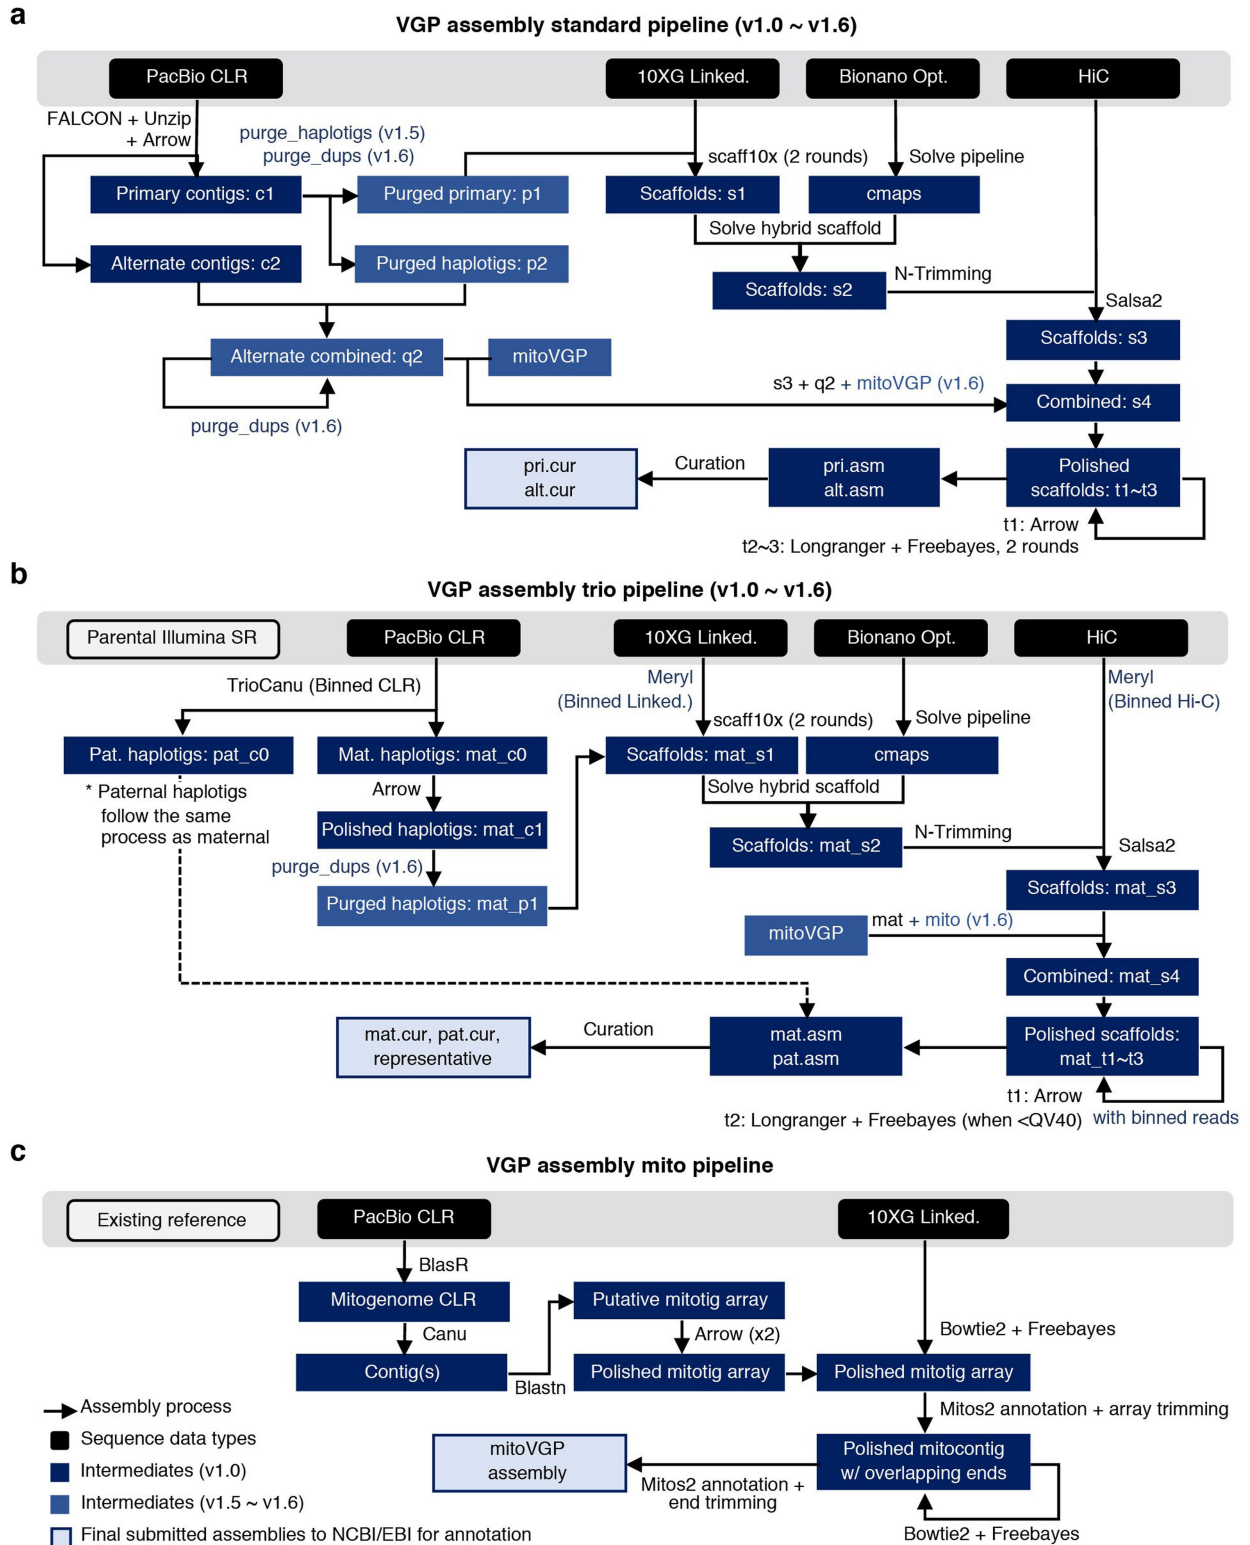 a
VGP assembly standard pipeline (v1.0 ~ v1.6)
PacBio CLR
10XG Linked.
Bionano Opt.
HiC
FALCON + Unzip
+ Arrow
purge_haplotigs (v1.5)
purge_dups (v1.6)
scaff10x (2 rounds)
Solve pipeline
Primary contigs: c1
Purged primary: p1
Scaffolds: s1
cmaps
Solve hybrid scaffold
Alternate contigs: c2
Purged haplotigs: p2
Scaffolds: s2
N-Trimming
Salsa2
Scaffolds: s3
Alternate combined: q2
mitoVGP
s3 + q2 + mitoVGP (v1.6)
Combined: s4
purge_dups (v1.6)
pri.cur
alt.cur
Curation
pri.asm
alt.asm
Polished
scaffolds: t1~t3
t1: Arrow
t2~3: Longranger + Freebayes, 2 rounds
b
VGP assembly trio pipeline (v1.0 ~ v1.6)
Parental Illumina SR
PacBio CLR
10XG Linked.
Bionano Opt.
HiC
TrioCanu (Binned CLR)
Meryl
(Binned Linked.)
Meryl
(Binned Hi-C)
scaff10x (2 rounds)
Solve pipeline
Pat. haplotigs: pat_c0
Mat. haplotigs: mat_c0
Scaffolds: mat_s1
cmaps
* Paternal haplotigs
follow the same
process as maternal
Arrow
Solve hybrid scaffold
Polished haplotigs: mat_c1
Scaffolds: mat_s2
N-Trimming
Salsa2
purge_dups (v1.6)
Purged haplotigs: mat_p1
Scaffolds: mat_s3
mitoVGP
mat + mito (v1.6)
Combined: mat_s4
mat.cur, pat.cur,
representative
Curation
mat.asm
pat.asm
Polished scaffolds:
mat_t1~t3
t1: Arrow
t2: Longranger + Freebayes (when <QV40)
with binned reads
c
VGP assembly mito pipeline
Existing reference
PacBio CLR
10XG Linked.
BlasR
Mitogenome CLR
Putative mitotig array
Canu
Arrow (x2)
Bowtie2 + Freebayes
Contig(s)
Blastn
Polished mitotig array
Polished mitotig array
Mitos2 annotation + array trimming
Polished mitocontig
w/ overlapping ends
mitoVGP
assembly
Mitos2 annotation +
end trimming
Bowtie2 + Freebayes
Assembly process
Sequence data types
Intermediates (v1.0)
Intermediates (v1.5 ~ v1.6)
Final submitted assemblies to NCBI/EBI for annotation